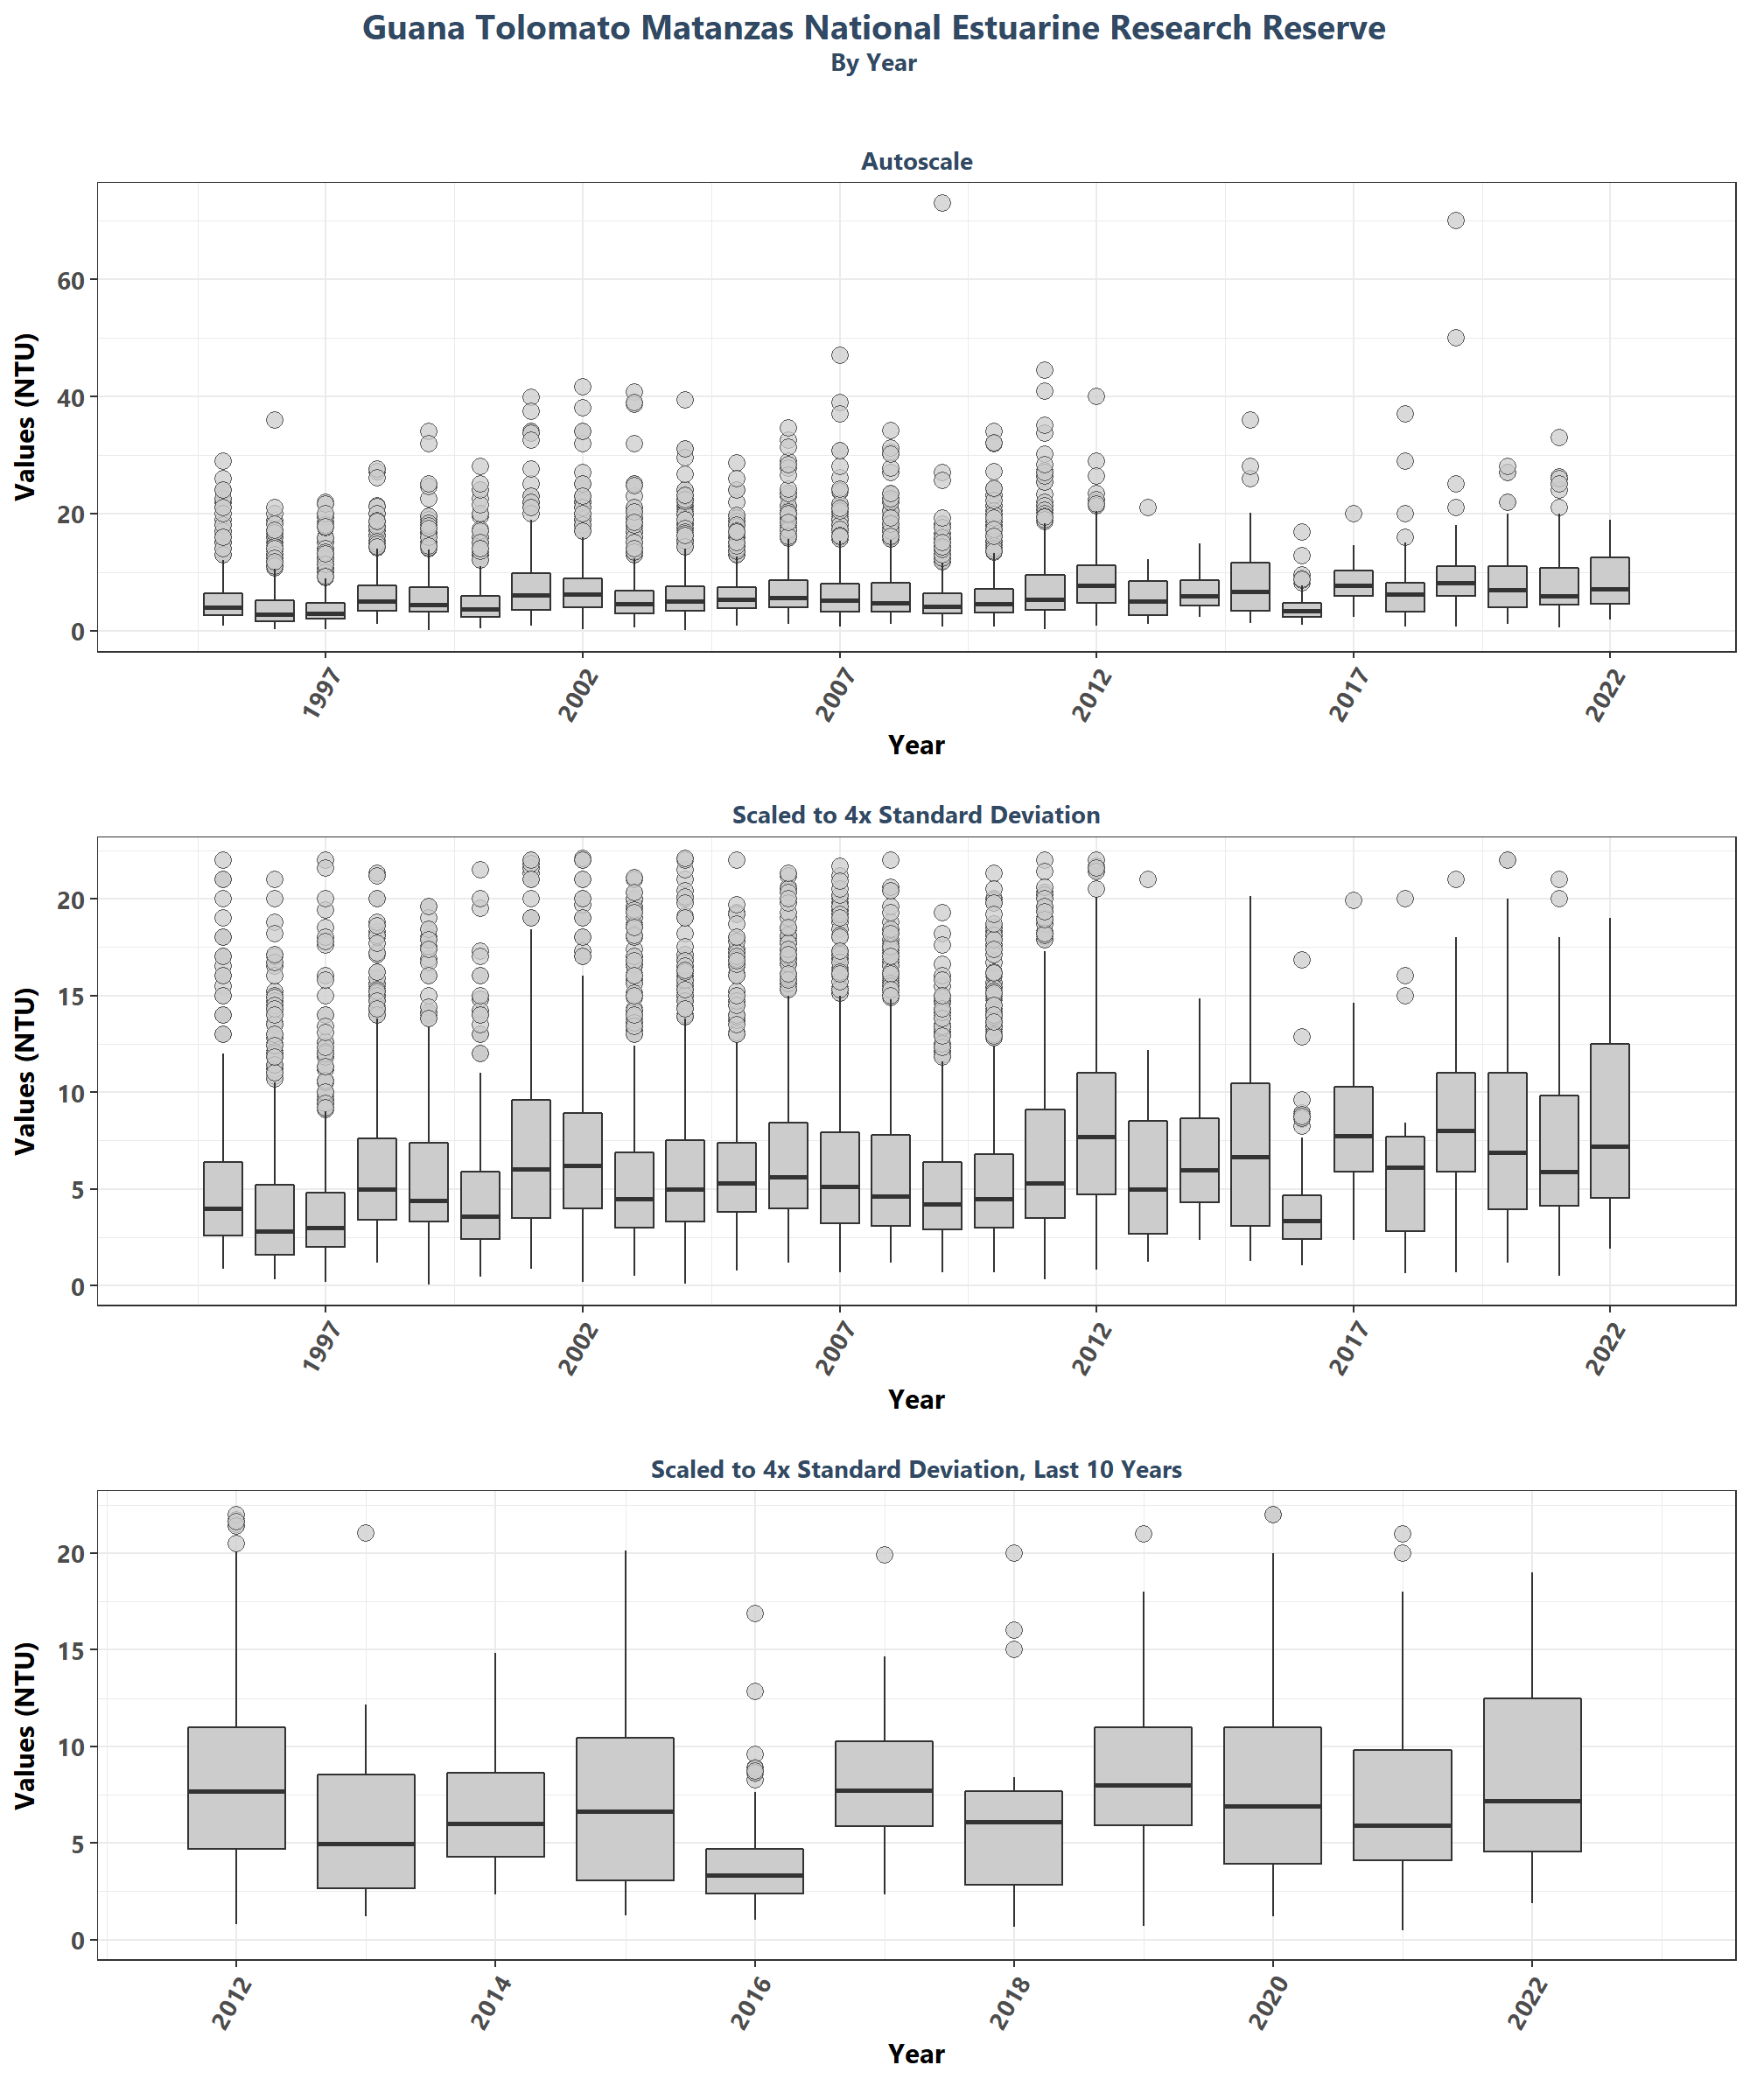 Guana Tolomato Matanzas National Estuarine Research Reserve
By Year
Autoscale
Values (NTU)
60
40
20
0
1997 2002 2007 2012 2017 2022
Year
Scaled to 4x Standard Deviation
Values (NTU)
20
15
10
5
0
1997 2002 2007 2012 2017 2022
Year
Scaled to 4x Standard Deviation, Last 10 Years
Values (NTU)
20
15
10
5
0
2012 2014 2016 2018 2020 2022
Year